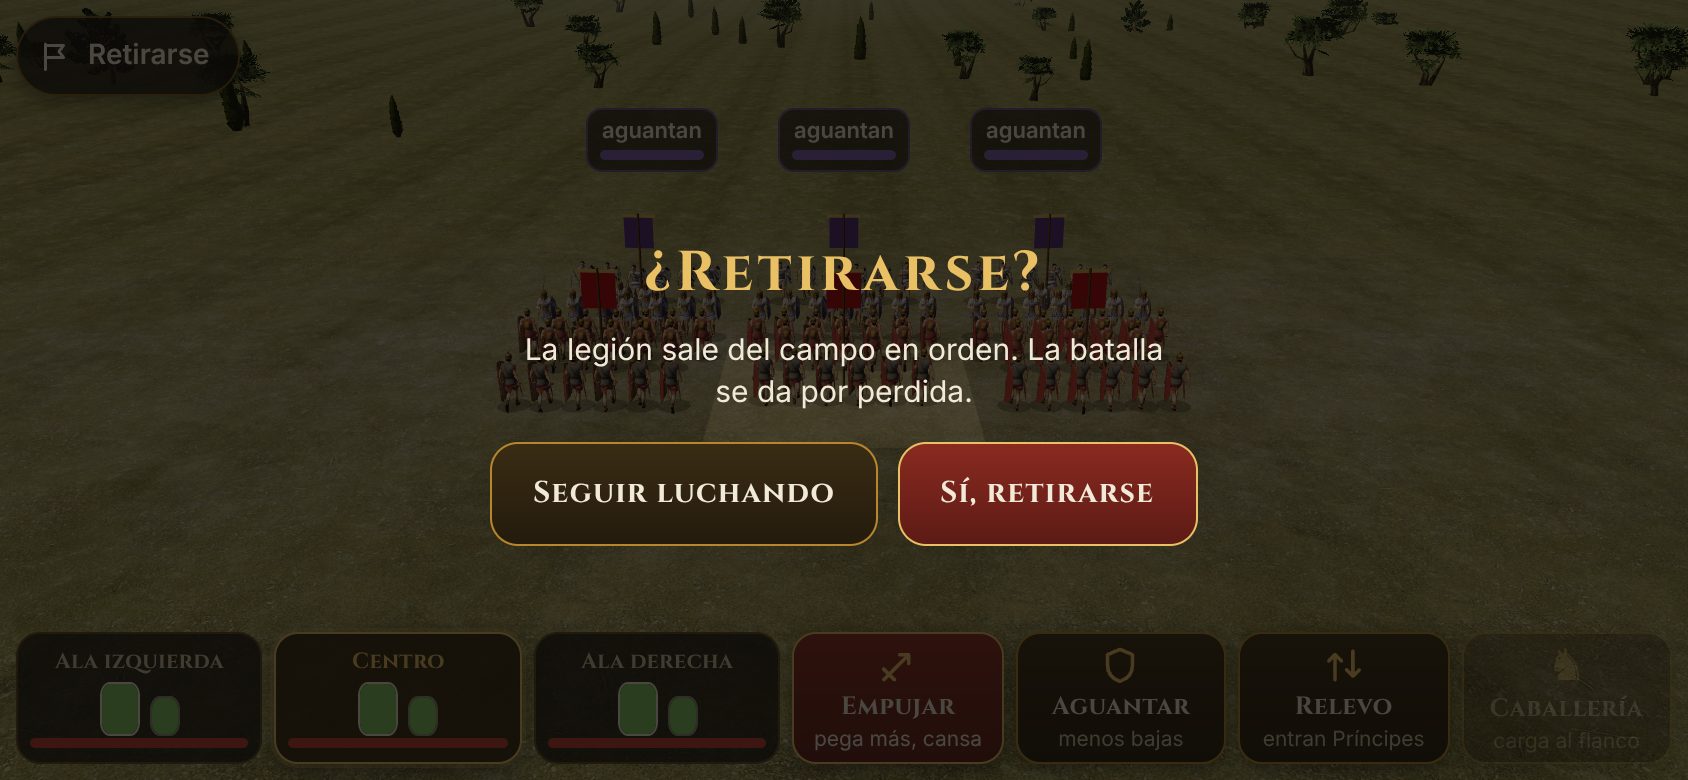 Retirarse
aguantan aguantan aguantan
¿Retirarse?
La legión sale del campo en orden. La batalla
se da por perdida.
Seguir luchando
Sí, retirarse
Ala izquierda
Centro
Ala derecha
Empujar
pega más, cansa
Aguantar
menos bajas
Relevo
entran Príncipes
Caballería
carga al flanco